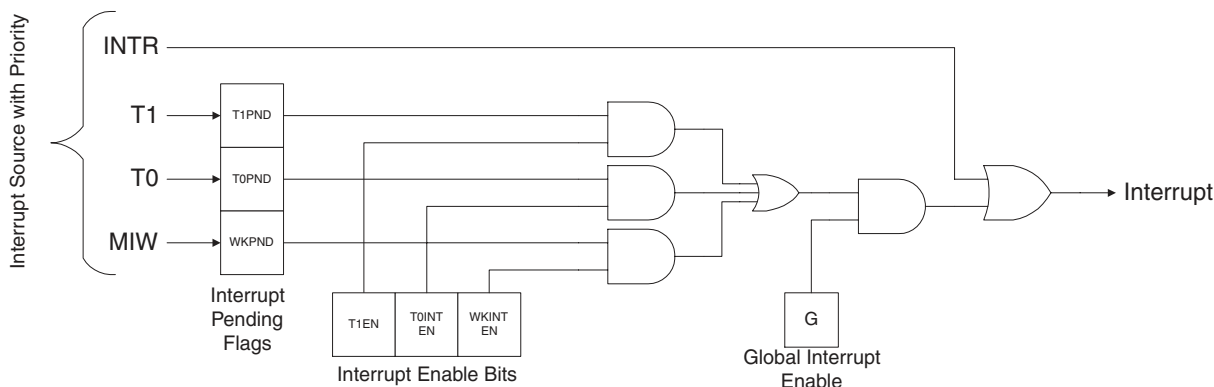 Interrupt Source with Priority
INTR
T1
T0
MIW
T1PND
T0PND
WKPND
Interrupt
Pending
Flags
T1EN
T0INT
EN
WKINT
EN
Interrupt Enable Bits
G
Global Interrupt
Enable
Interrupt